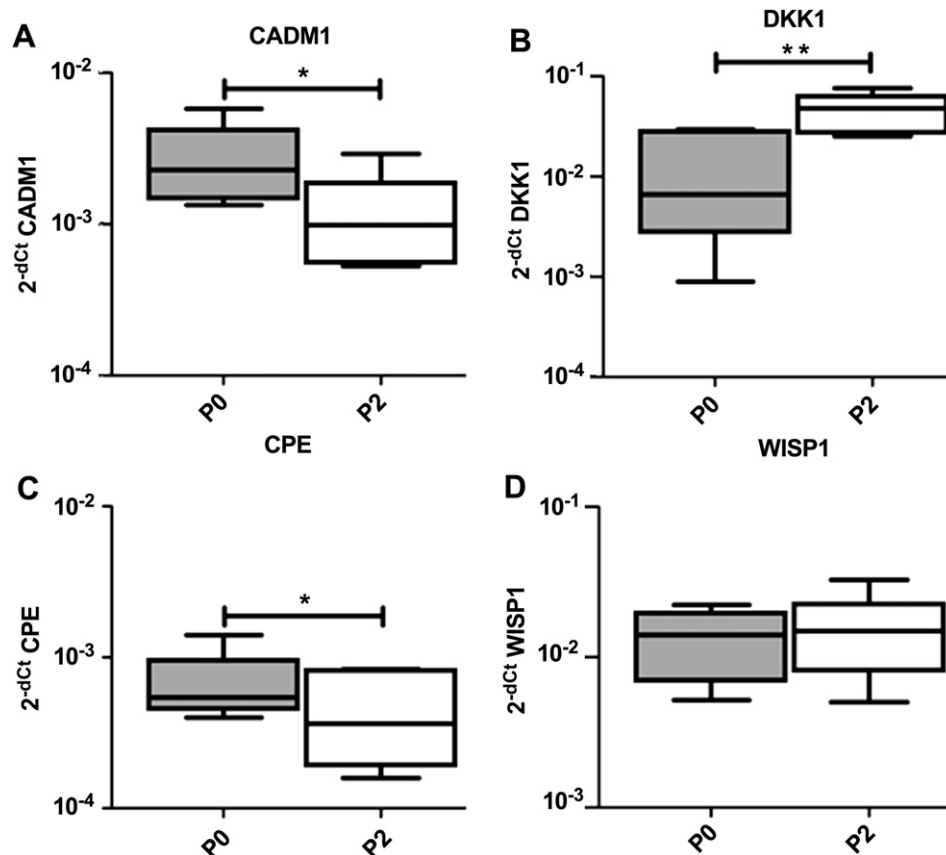 A
CADM1
*
10-2
10-3
10-4
2-dCt CADM1
P0
P2
B
DKK1
**
10-1
10-2
10-3
10-4
2-dCt DKK1
P0
P2
C
CPE
*
10-2
10-3
10-4
2-dCt CPE
P0
P2
D
WISP1
10-1
10-2
10-3
2-dCt WISP1
P0
P2